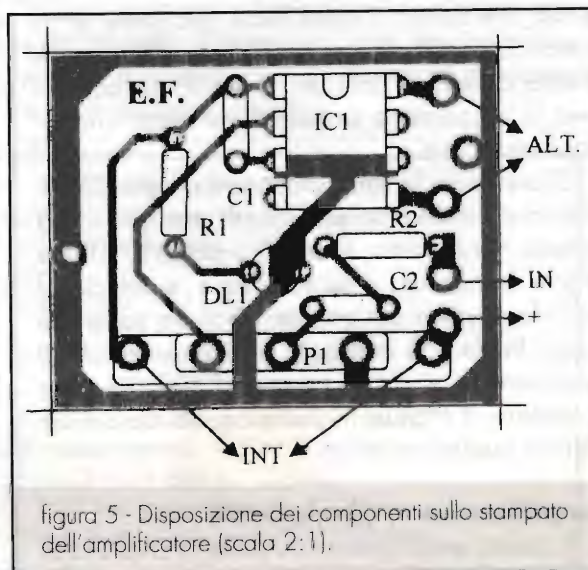 E.F.
IC1
ALT.
C1
R1
R2
DL1
C2
IN
+
P1
INT
figura 5 - Disposizione dei componenti sullo stampato
dell'amplificatore (scala 2:1).